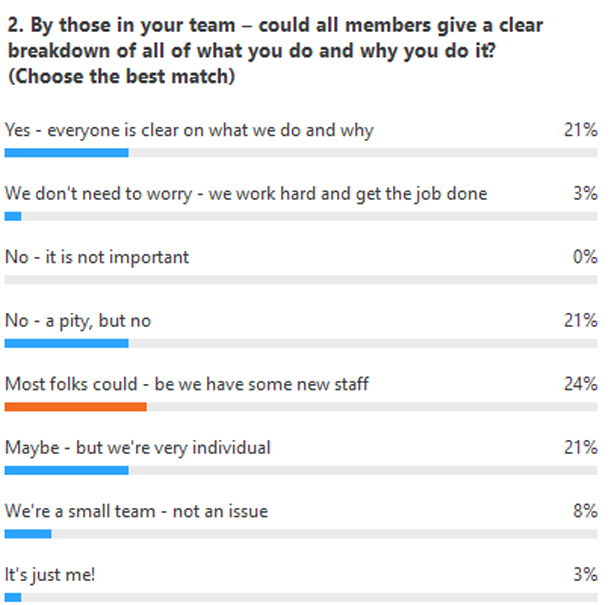 2. By those in your team – could all members give a clear
breakdown of all of what you do and why you do it?
(Choose the best match)
Yes - everyone is clear on what we do and why 21%
We don't need to worry - we work hard and get the job done 3%
No - it is not important 0%
No - a pity, but no 21%
Most folks could - be we have some new staff 24%
Maybe - but we're very individual 21%
We're a small team - not an issue 8%
It's just me! 3%